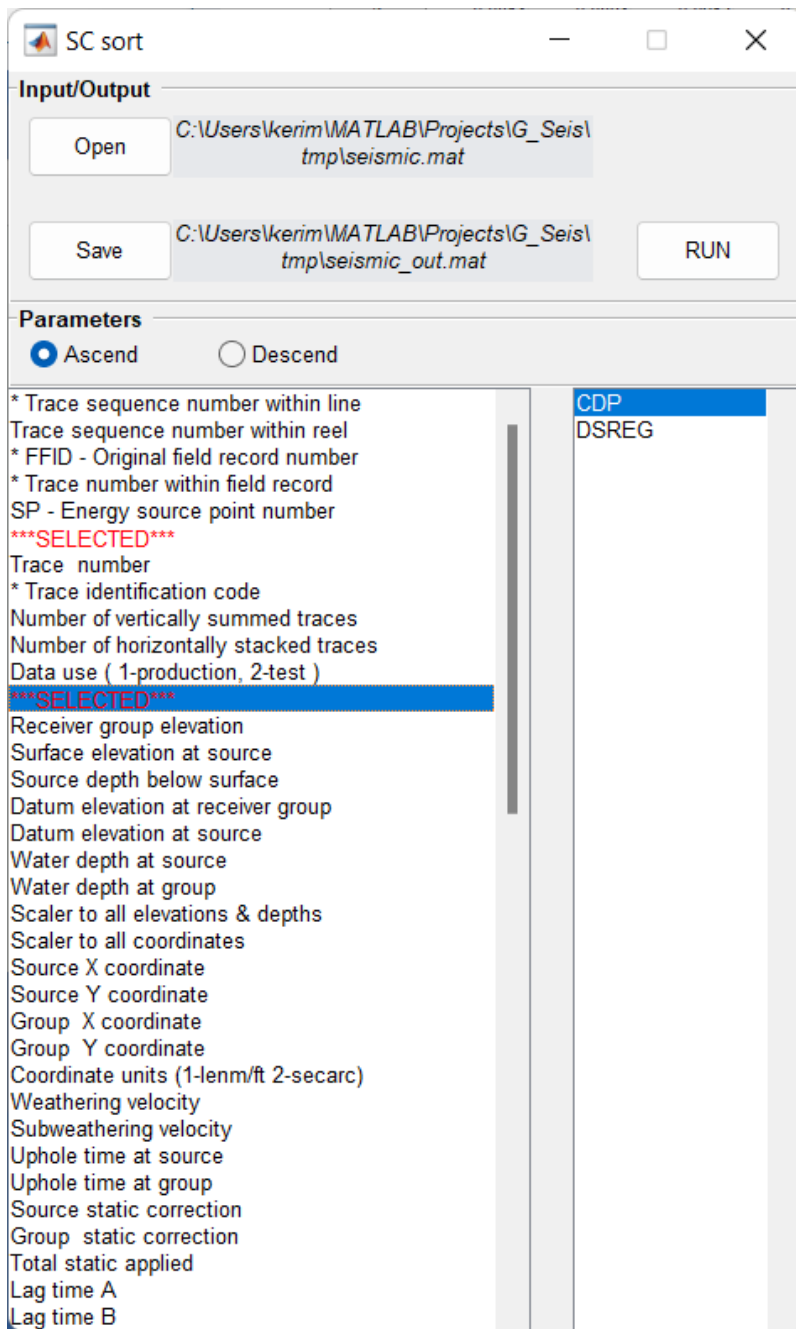 SC sort
Input/Output
Open
C:\Users\kerim\MATLAB\Projects\G_Seis\
tmp\seismic.mat
Save
C:\Users\kerim\MATLAB\Projects\G_Seis\
tmp\seismic_out.mat
RUN
Parameters
Ascend
Descend
* Trace sequence number within line
Trace sequence number within reel
* FFID - Original field record number
* Trace number within field record
SP - Energy source point number
***SELECTED***
Trace  number
* Trace identification code
Number of vertically summed traces
Number of horizontally stacked traces
Data use ( 1-production, 2-test )
***SELECTED***
Receiver group elevation
Surface elevation at source
Source depth below surface
Datum elevation at receiver group
Datum elevation at source
Water depth at source
Water depth at group
Scaler to all elevations & depths
Scaler to all coordinates
Source X coordinate
Source Y coordinate
Group  X coordinate
Group  Y coordinate
Coordinate units (1-lenm/ft 2-secarc)
Weathering velocity
Subweathering velocity
Uphole time at source
Uphole time at group
Source static correction
Group  static correction
Total static applied
Lag time A
Lag time B
CDP
DSREG